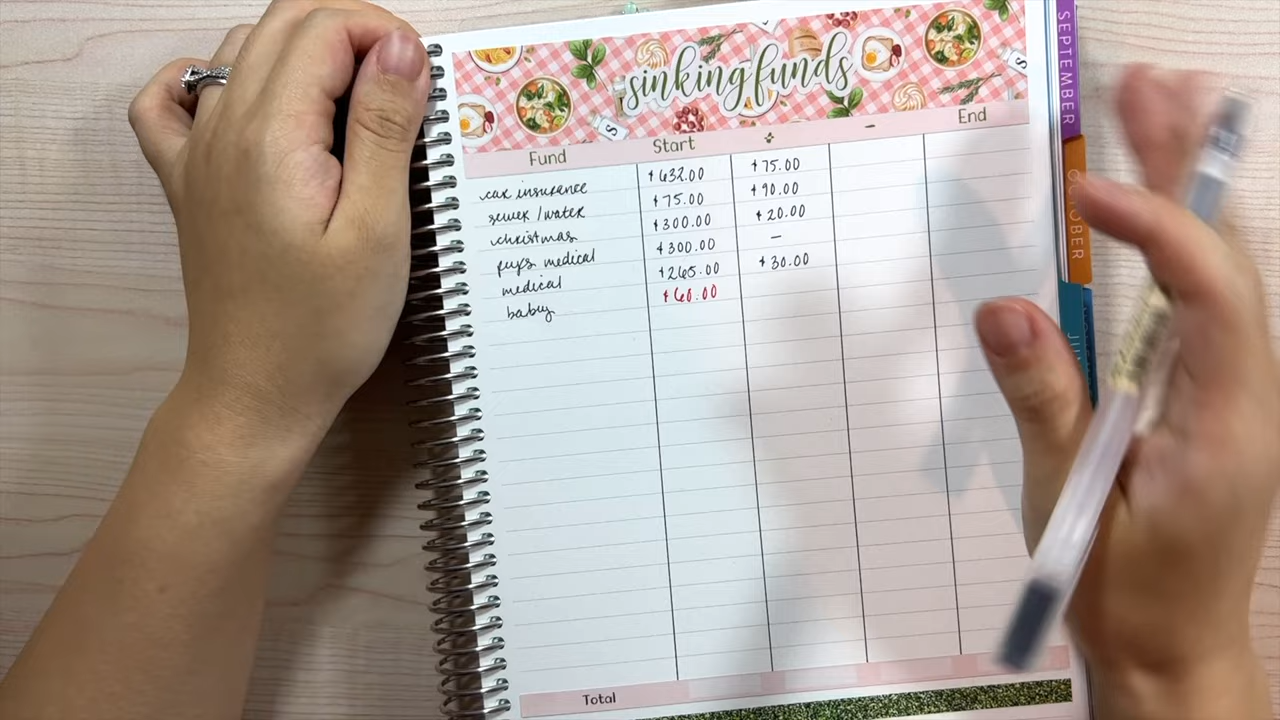 sinking funds
Fund Start + - End
car insurance $632.00 $75.00
sewer/water $75.00 $90.00
christmas $300.00 $20.00
pups medical $300.00 -
medical $265.00 $30.00
baby $60.00
Total
SEPTEMBER
OCTOBER
S
S